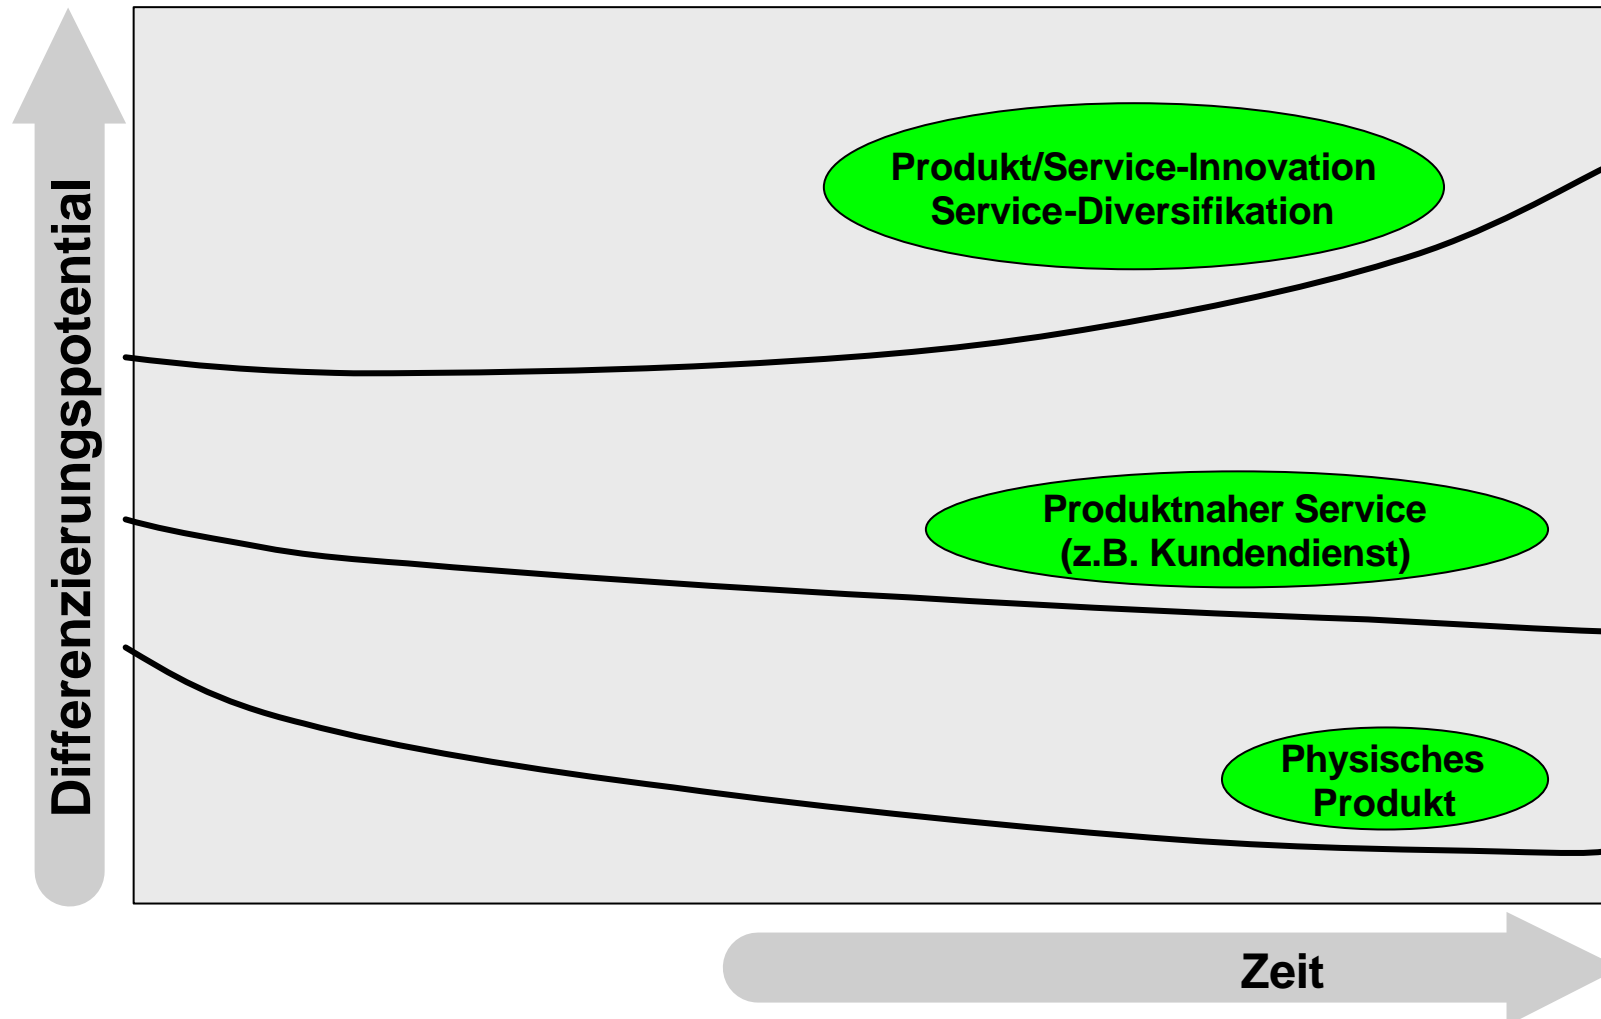 Differenzierungspotential
Produkt/Service-Innovation
Service-Diversifikation
Produktnaher Service
(z.B. Kundendienst)
Physisches
Produkt
Zeit